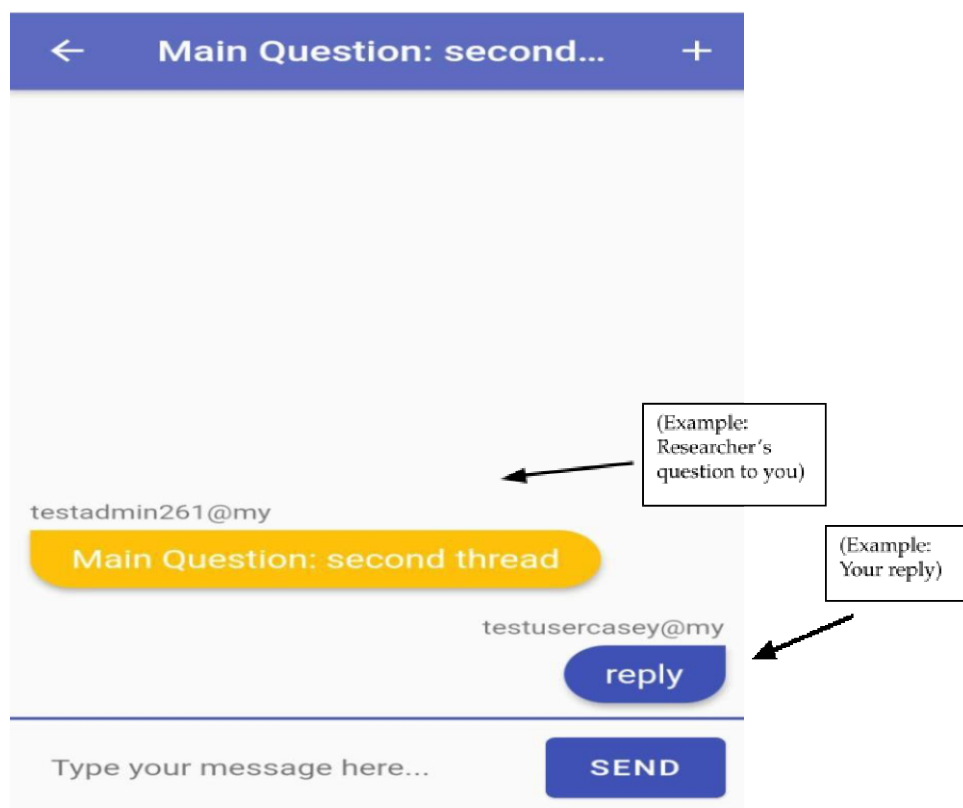 ← Main Question: second... +
(Example:
Researcher's
question to you)
testadmin261@my
Main Question: second thread
(Example:
Your reply)
testusercasey@my
reply
Type your message here... SEND